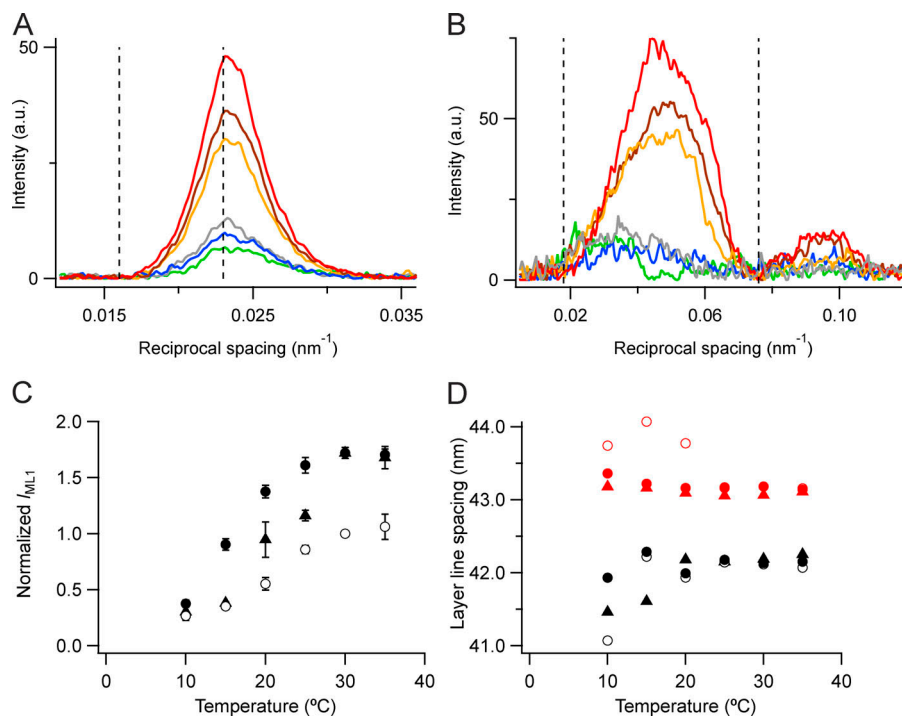 A
50
0
Intensity (a.u.)
0.015
0.025
0.035
Reciprocal spacing (nm⁻¹)
B
50
0
Intensity (a.u.)
0.02
0.06
0.10
Reciprocal spacing (nm⁻¹)
C
2.0
1.5
1.0
0.5
0.0
Normalized I_ML1
0
10
20
30
40
Temperature (ºC)
D
44.0
43.0
42.0
41.0
Layer line spacing (nm)
0
10
20
30
40
Temperature (ºC)